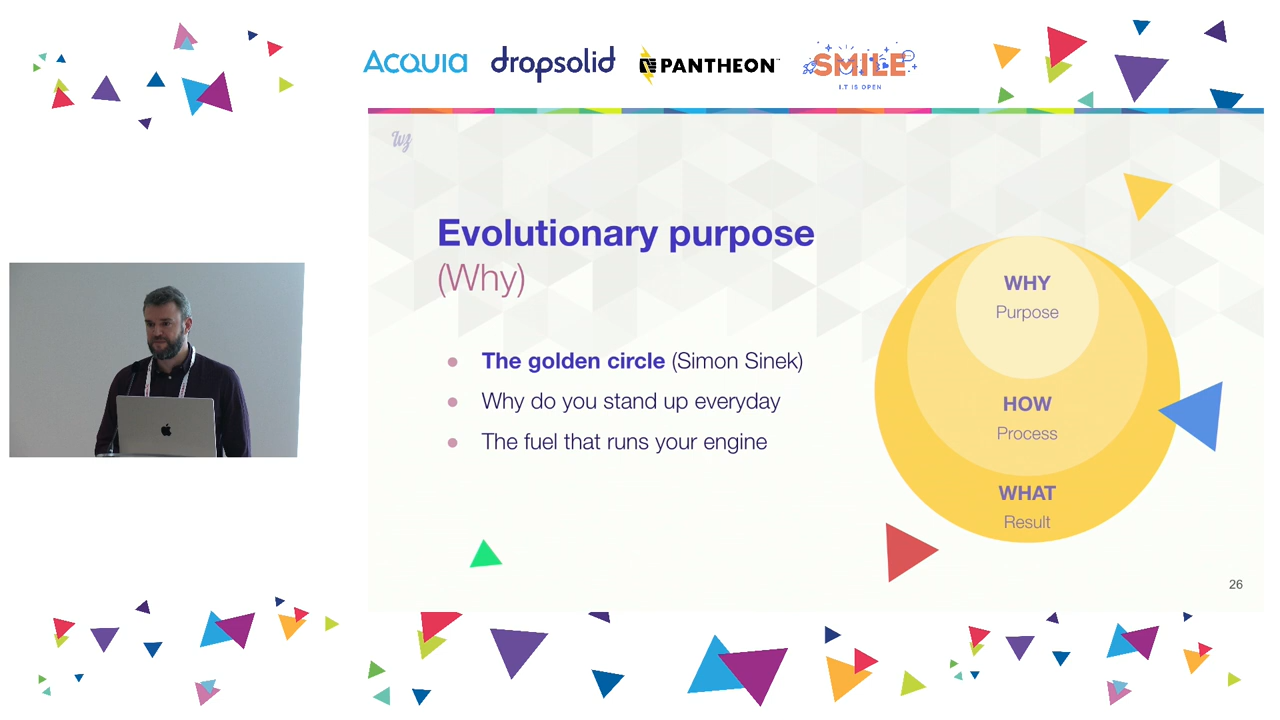 ACQUIA
dropsolid
PANTHEON
SMILE
I.T IS OPEN
Evolutionary purpose
(Why)
The golden circle (Simon Sinek)
Why do you stand up everyday
The fuel that runs your engine
WHY
Purpose
HOW
Process
WHAT
Result
26